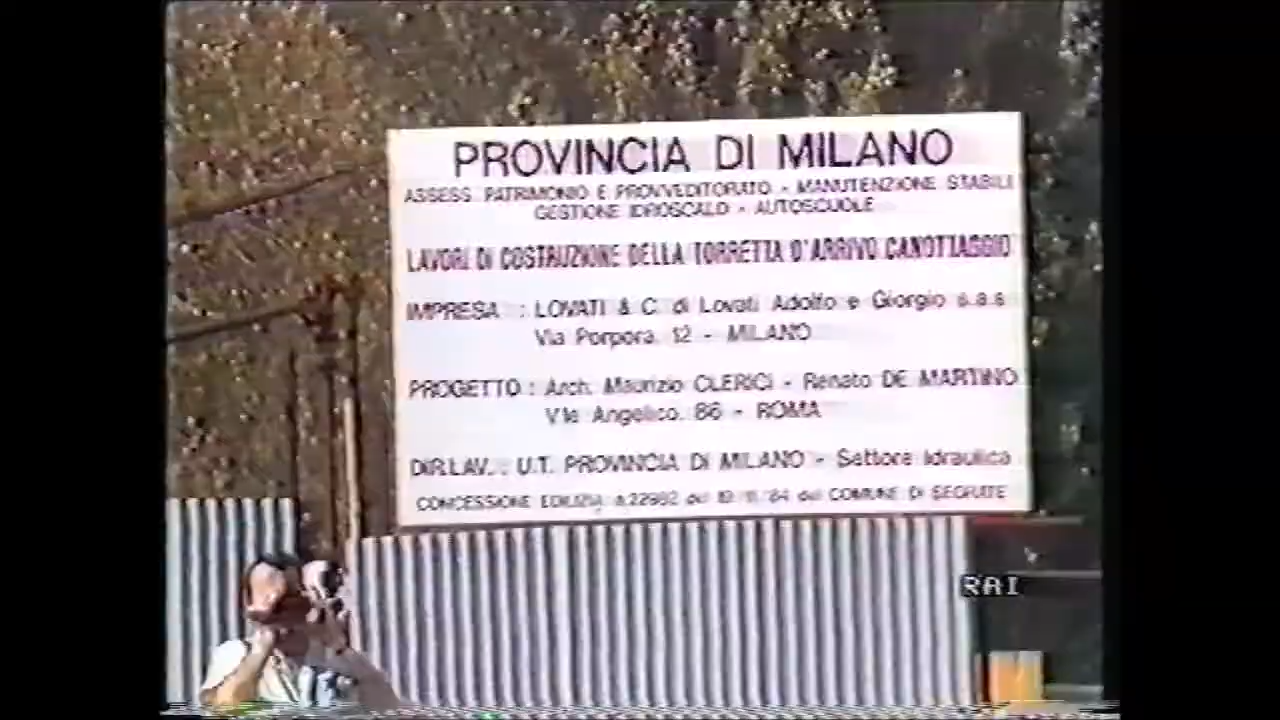 PROVINCIA DI MILANO
ASSESS. PATRIMONIO E PROVVEDITORATO - MANUTENZIONE STABILI
GESTIONE IDROSCALO - AUTOSCUOLE
LAVORI DI COSTRUZIONE DELLA TORRETTA D'ARRIVO CANOTTAGGIO
IMPRESA : LOVATI & C. di Lovati Adolfo e Giorgio s.a.s.
Via Porpora, 12 - MILANO
PROGETTO : Arch. Maurizio CLERICI - Renato DE MARTINO
V.le Angelico, 86 - ROMA
DIR.LAV. : U.T. PROVINCIA DI MILANO - Settore Idraulica
CONCESSIONE EDILIZIA del COMUNE DI SEGRATE
RAI